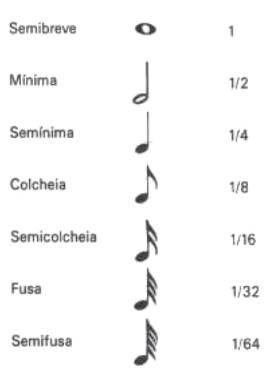 Semibreve 1
Mínima 1/2
Semínima 1/4
Colcheia 1/8
Semicolcheia 1/16
Fusa 1/32
Semifusa 1/64